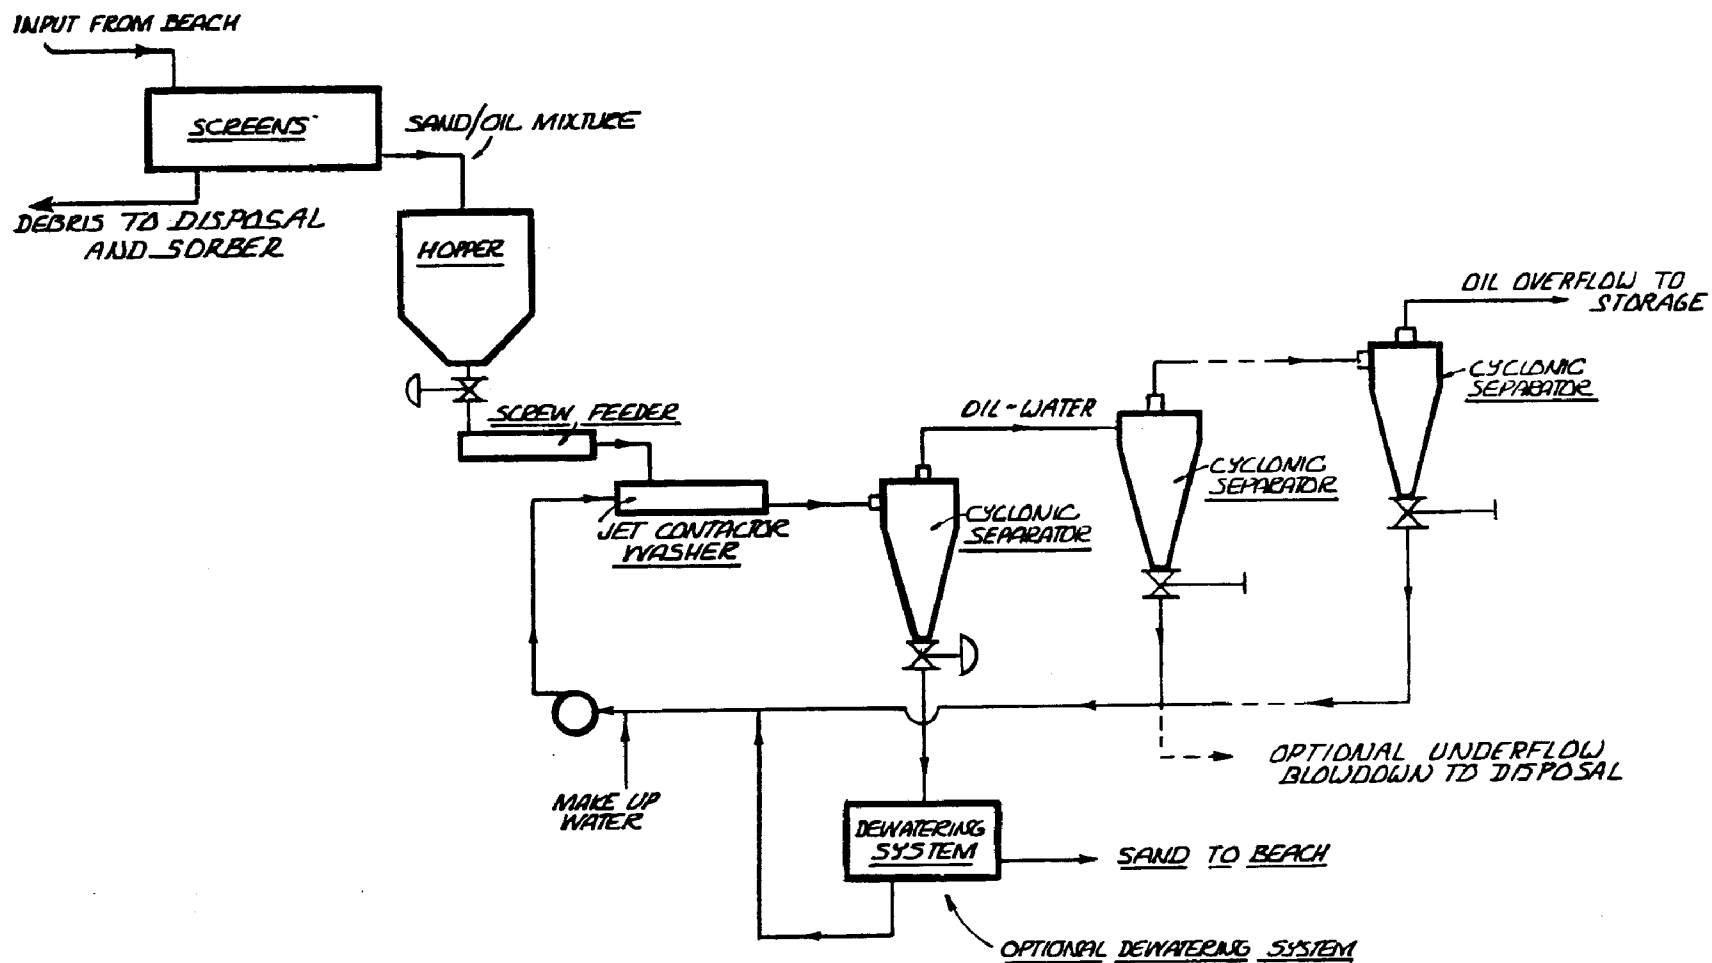 INPUT FROM BEACH
SCREENS
SAND/OIL MIXTURE
DEBRIS TO DISPOSAL
AND SORBER
HOPPER
OIL OVERFLOW TO
STORAGE
CYCLONIC
SEPARATOR
SCREW FEEDER
OIL-WATER
CYCLONIC
SEPARATOR
JET CONTACTOR
WASHER
CYCLONIC
SEPARATOR
OPTIONAL UNDERFLOW
BLOWDOWN TO DISPOSAL
MAKE UP
WATER
DEWATERING
SYSTEM
SAND TO BEACH
OPTIONAL DEWATERING SYSTEM